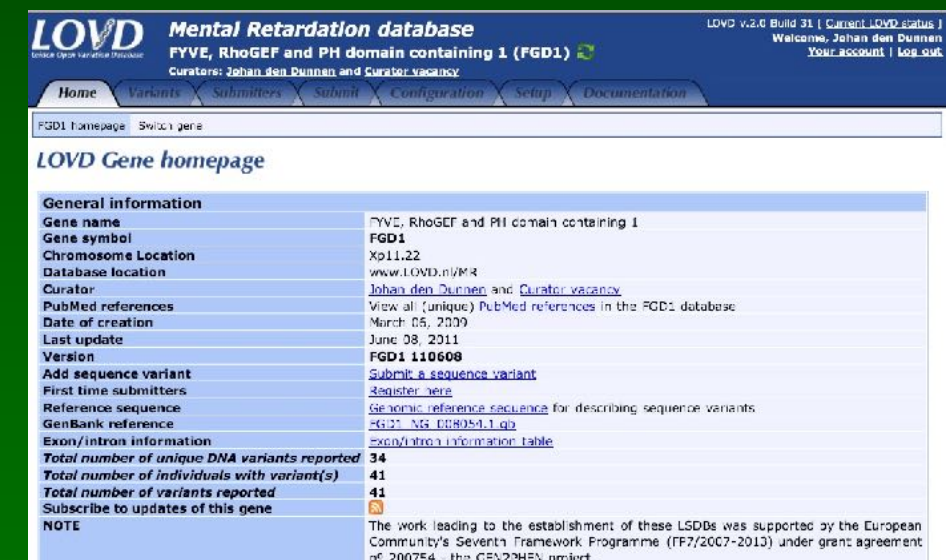 LOVD
Leiden Open Variation Database
Mental Retardation database
FYVE, RhoGEF and PH domain containing 1 (FGD1)
Curators: Johan den Dunnen and Curator vacancy
LOVD v.2.0 Build 31 [ Current LOVD status ]
Welcome, Johan den Dunnen
Your account | Log out
Home Variants Submitters Submit Configuration Setup Documentation
FGD1 homepage Switch gene
LOVD Gene homepage
General information
Gene name FYVE, RhoGEF and PH domain containing 1
Gene symbol FGD1
Chromosome Location Xp11.22
Database location www.LOVD.nl/MR
Curator Johan den Dunnen and Curator vacancy
PubMed references View all (unique) PubMed references in the FGD1 database
Date of creation March 06, 2009
Last update June 08, 2011
Version FGD1 110608
Add sequence variant Submit a sequence variant
First time submitters Register here
Reference sequence Genomic reference sequence for describing sequence variants
GenBank reference FGD1_NG_008054.1.gb
Exon/intron information Exon/intron information table
Total number of unique DNA variants reported 34
Total number of individuals with variant(s) 41
Total number of variants reported 41
Subscribe to updates of this gene
NOTE The work leading to the establishment of these LSDBs was supported by the European
Community's Seventh Framework Programme (FP7/2007-2013) under grant agreement
nº 200754 - the GEN2PHEN project